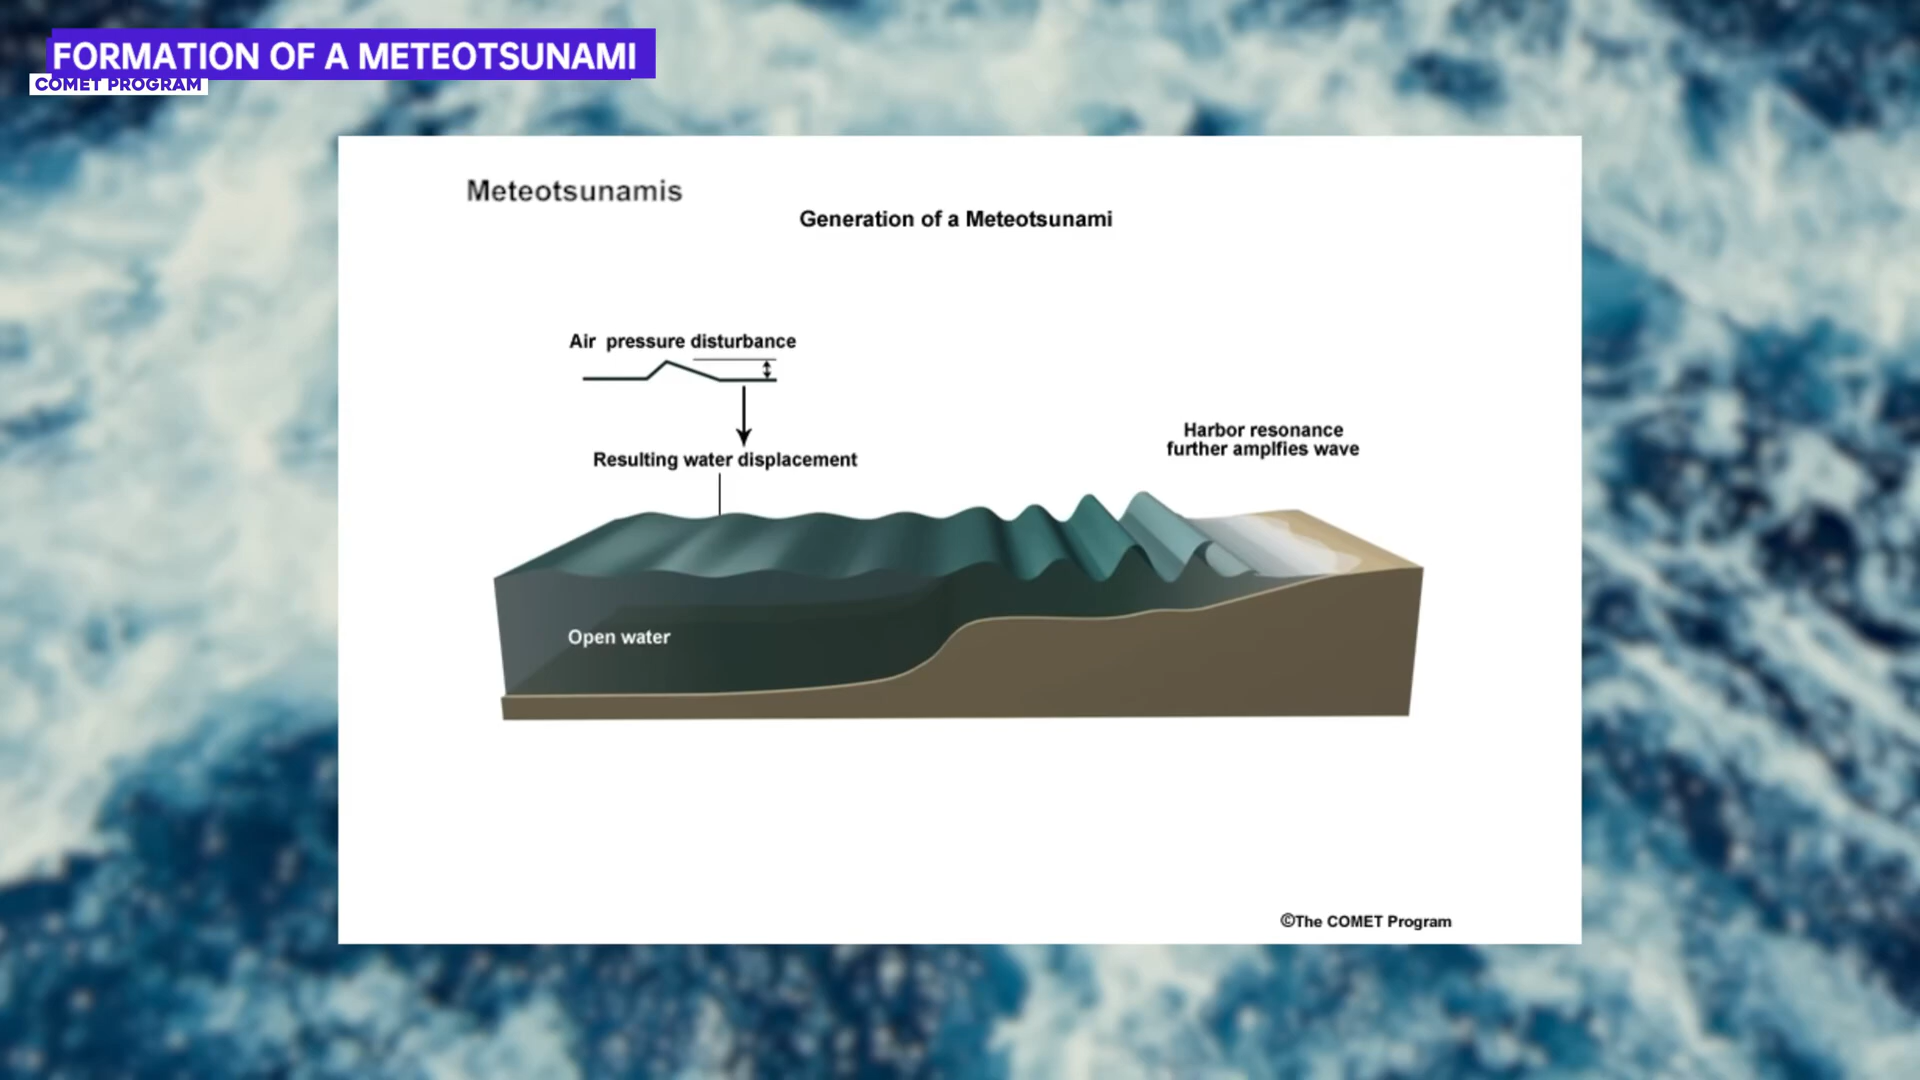 FORMATION OF A METEOTSUNAMI
COMET PROGRAM
Meteotsunamis
Generation of a Meteotsunami
Air pressure disturbance
Resulting water displacement
Harbor resonance
further amplfies wave
Open water
©The COMET Program